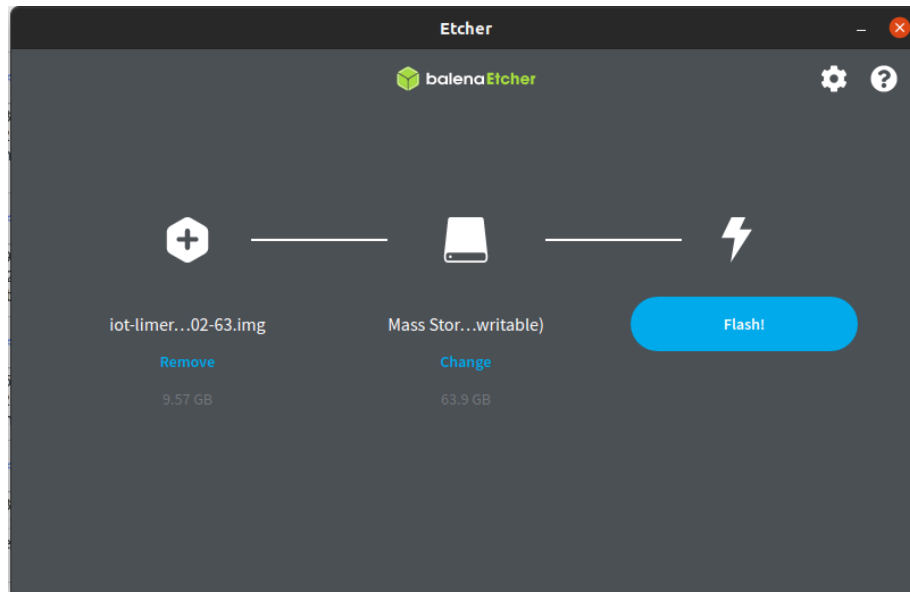 Etcher
balenaEtcher
iot-limer...02-63.img
Mass Stor...writable)
Flash!
Remove
Change
9.57 GB
63.9 GB